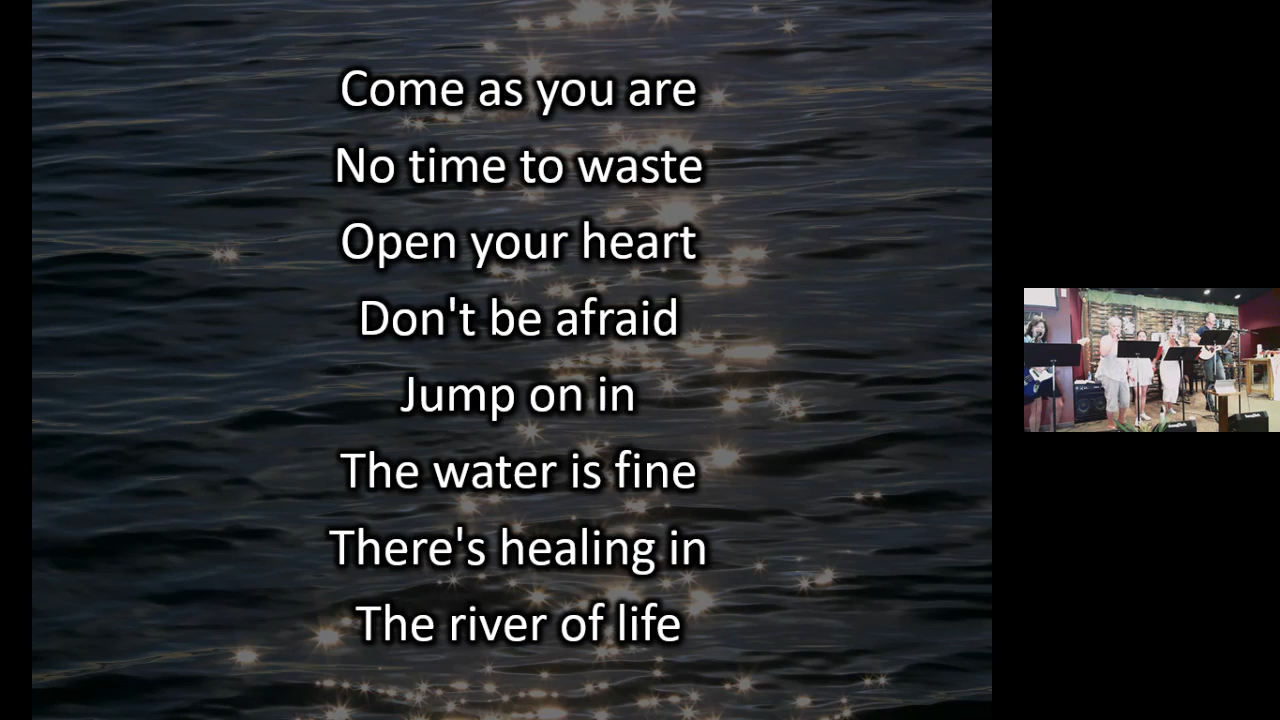 Come as you are
No time to waste
Open your heart
Don't be afraid
Jump on in
The water is fine
There's healing in
The river of life